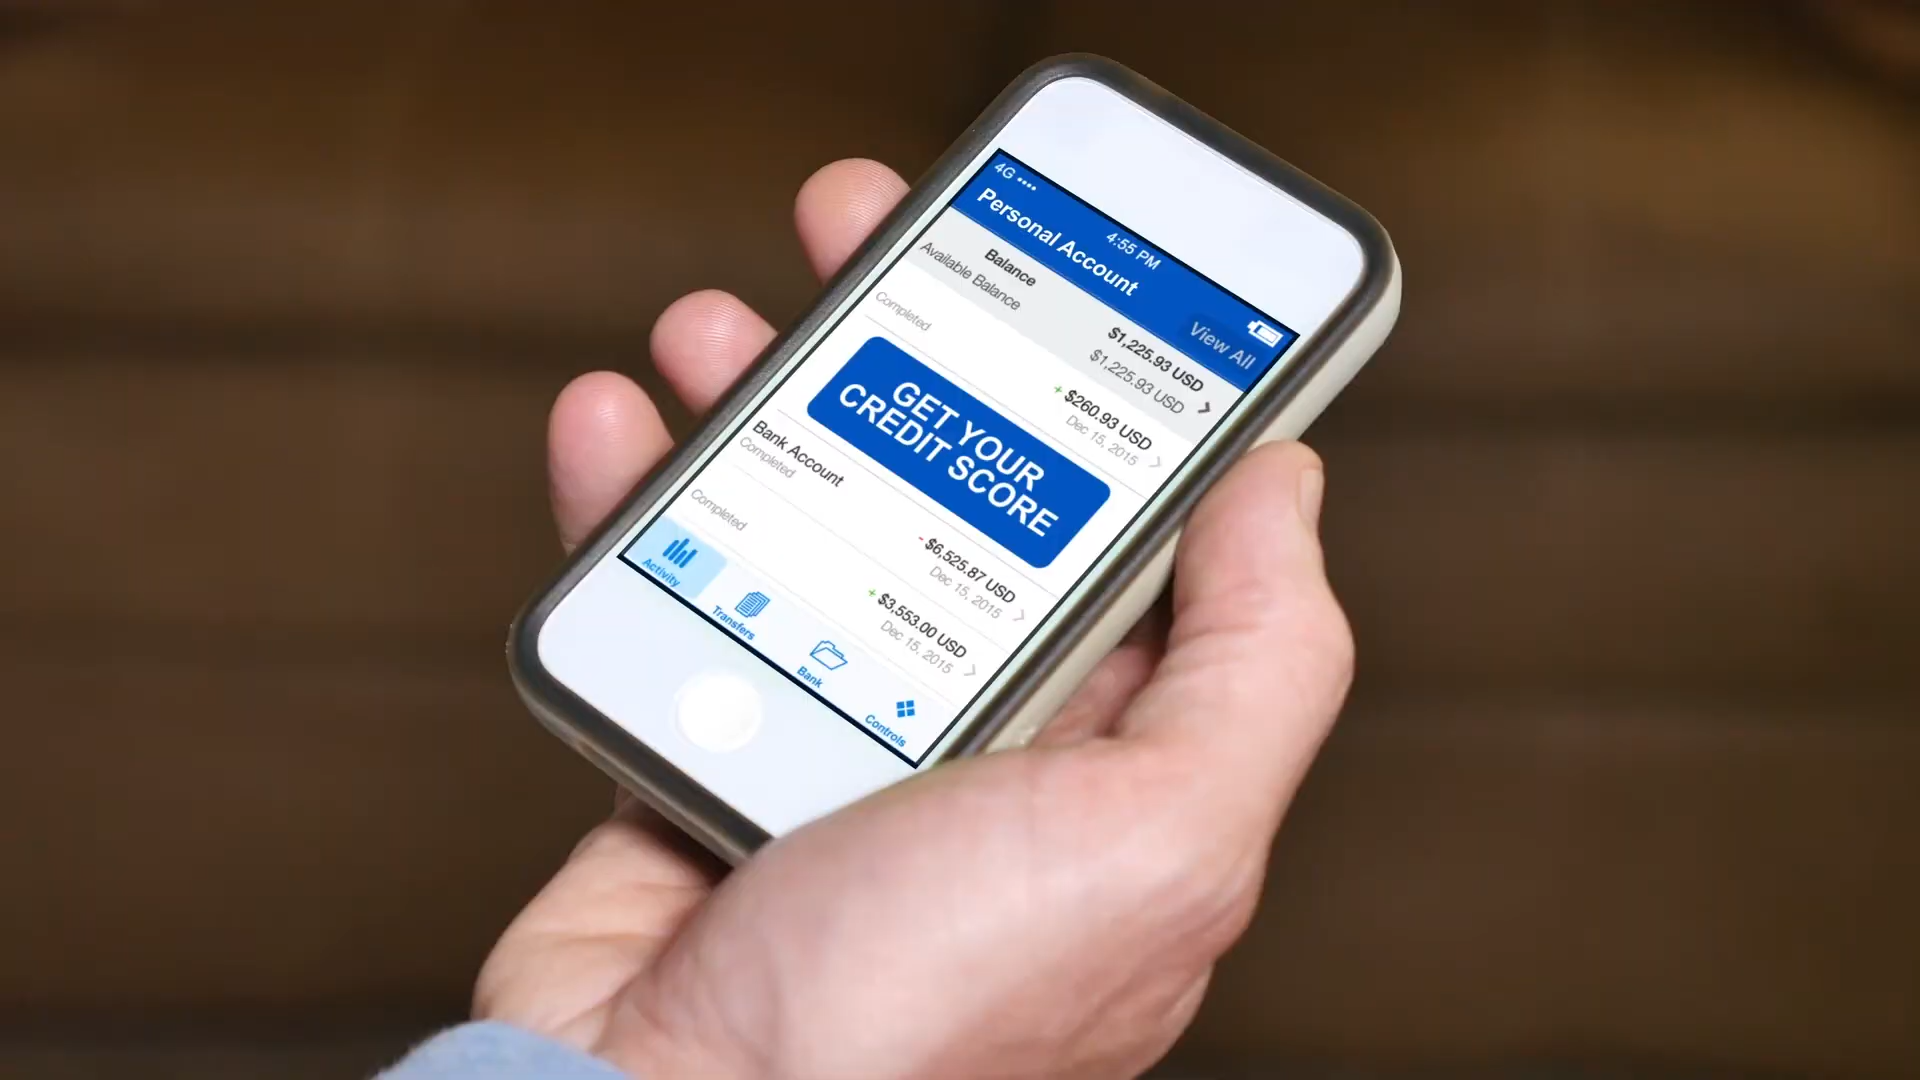 4G
4:55 PM
Personal Account
View All
Balance
$1,225.93 USD
Available Balance
$1,225.93 USD
+ $260.93 USD
Completed
Dec 15, 2015
GET YOUR
CREDIT SCORE
Bank Account
- $6,525.87 USD
Completed
Dec 15, 2015
+ $3,553.00 USD
Completed
Dec 15, 2015
Activity
Transfers
Bank
Controls